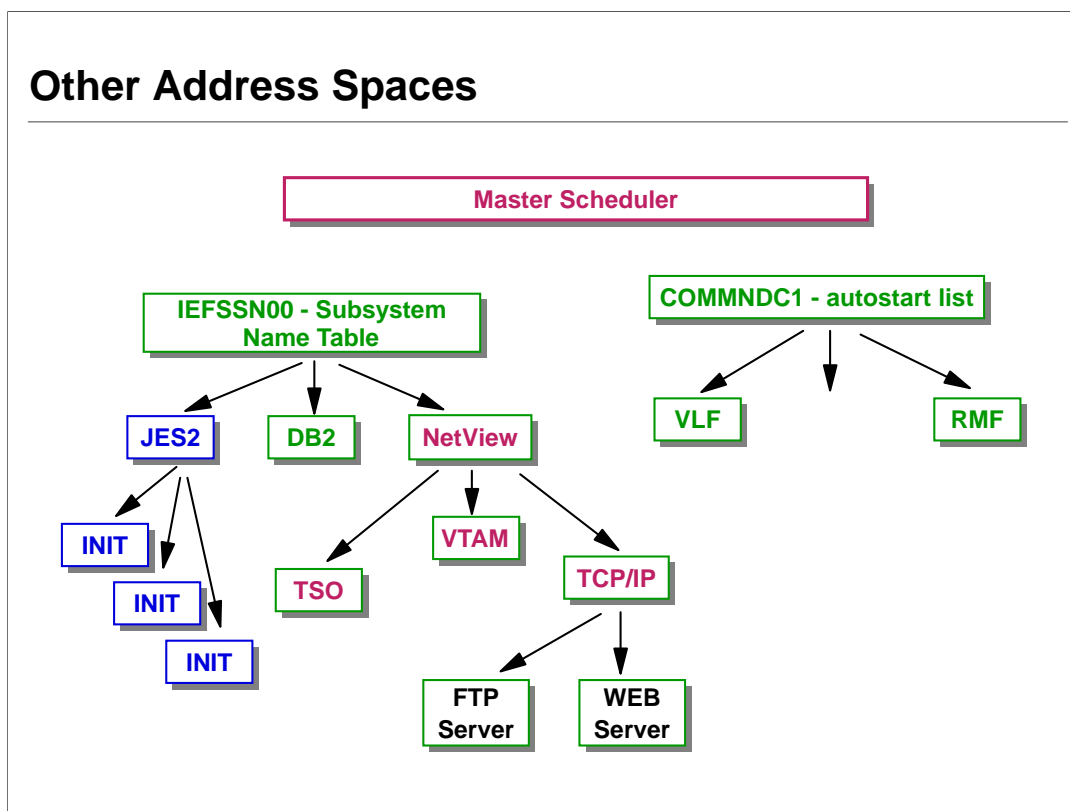 Other Address Spaces
Master Scheduler
IEFSSN00 - Subsystem
Name Table
COMMNDC1 - autostart list
JES2
DB2
NetView
VLF
RMF
INIT
INIT
INIT
TSO
VTAM
TCP/IP
FTP
Server
WEB
Server